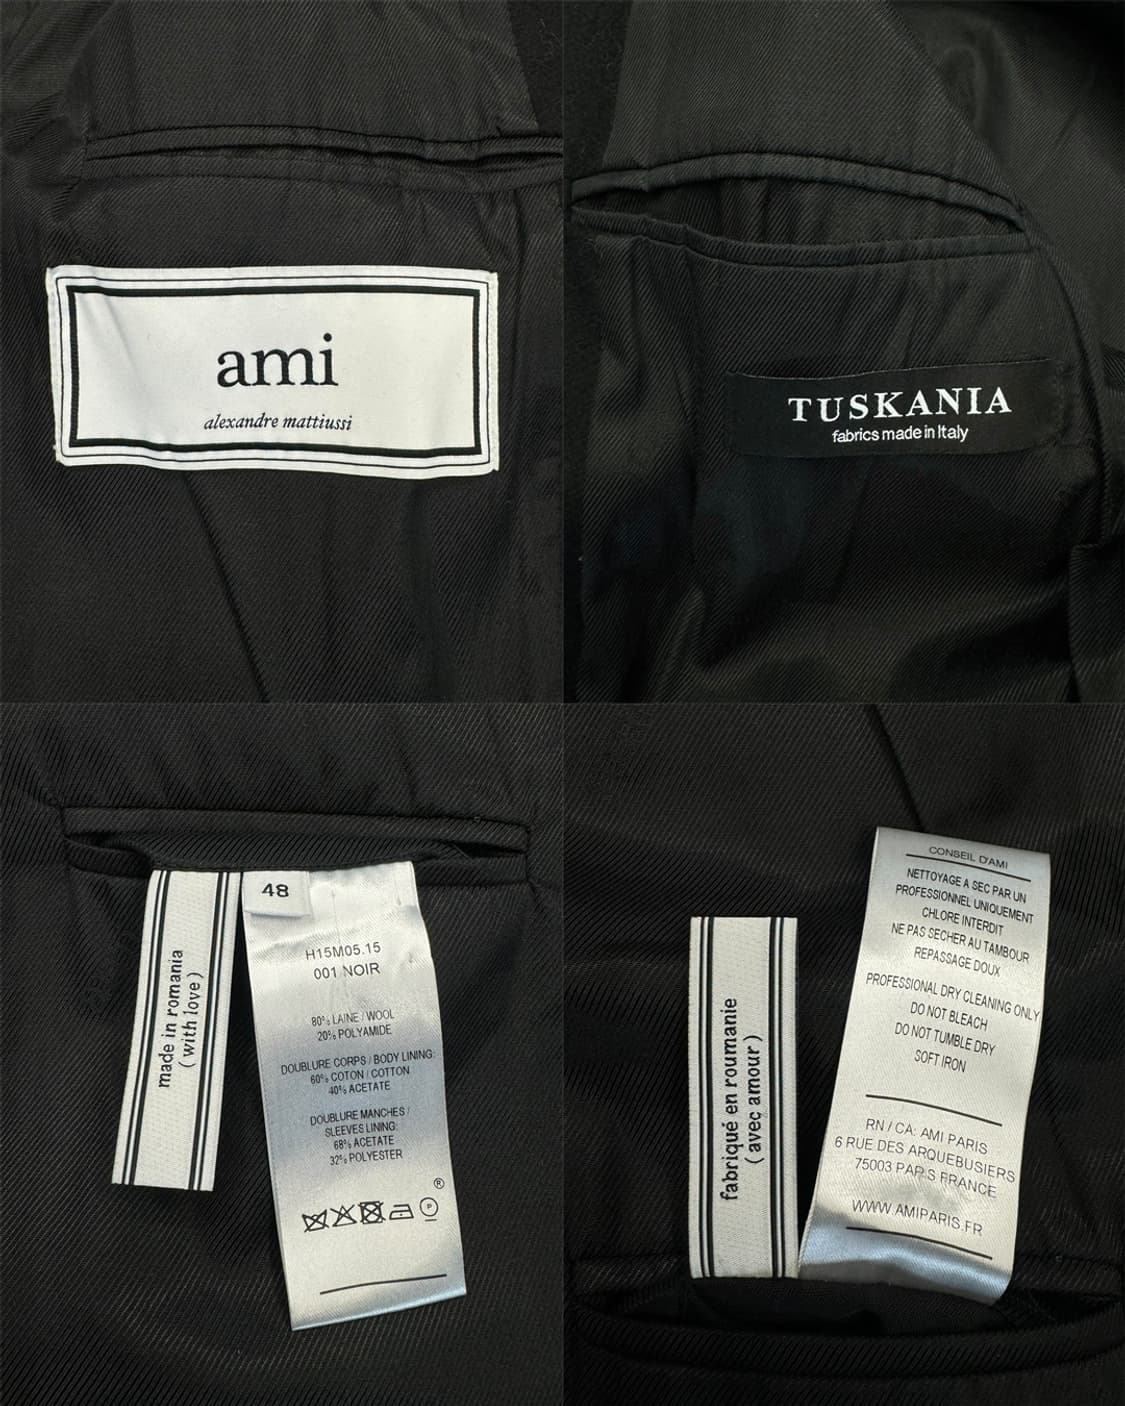 ami
alexandre mattiussi
TUSKANIA
fabrics made in Italy
made in romania
( with love )
48
H15M05.15
001 NOIR
80% LAINE / WOOL
20% POLYAMIDE
DOUBLURE CORPS / BODY LINING:
60% COTON / COTTON
40% ACETATE
DOUBLURE MANCHES /
SLEEVES LINING:
68% ACETATE
32% POLYESTER
®
P
fabriqué en roumanie
( avec amour )
CONSEIL D'AMI
NETTOYAGE A SEC PAR UN
PROFESSIONNEL UNIQUEMENT
CHLORE INTERDIT
NE PAS SECHER AU TAMBOUR
REPASSAGE DOUX
PROFESSIONAL DRY CLEANING ONLY
DO NOT BLEACH
DO NOT TUMBLE DRY
SOFT IRON
RN / CA: AMI PARIS
6 RUE DES ARQUEBUSIERS
75003 PARIS FRANCE
WWW.AMIPARIS.FR